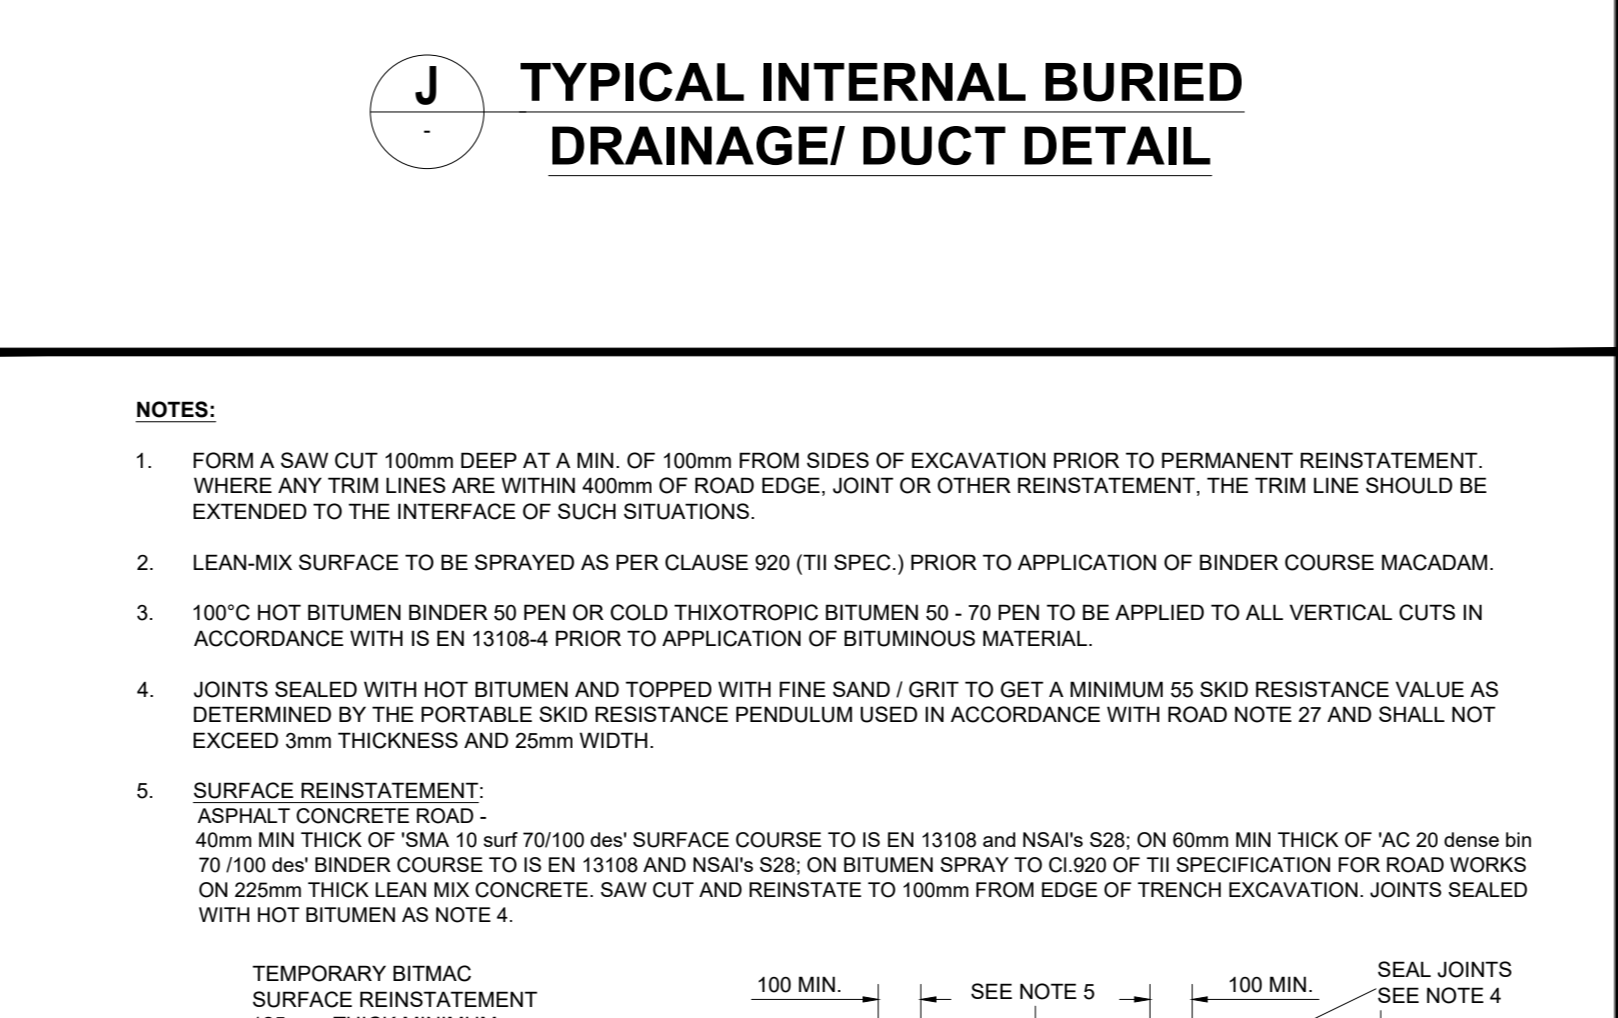 J
-
TYPICAL INTERNAL BURIED
DRAINAGE/ DUCT DETAIL
NOTES:
1. FORM A SAW CUT 100mm DEEP AT A MIN. OF 100mm FROM SIDES OF EXCAVATION PRIOR TO PERMANENT REINSTATEMENT.
WHERE ANY TRIM LINES ARE WITHIN 400mm OF ROAD EDGE, JOINT OR OTHER REINSTATEMENT, THE TRIM LINE SHOULD BE
EXTENDED TO THE INTERFACE OF SUCH SITUATIONS.
2. LEAN-MIX SURFACE TO BE SPRAYED AS PER CLAUSE 920 (TII SPEC.) PRIOR TO APPLICATION OF BINDER COURSE MACADAM.
3. 100°C HOT BITUMEN BINDER 50 PEN OR COLD THIXOTROPIC BITUMEN 50 - 70 PEN TO BE APPLIED TO ALL VERTICAL CUTS IN
ACCORDANCE WITH IS EN 13108-4 PRIOR TO APPLICATION OF BITUMINOUS MATERIAL.
4. JOINTS SEALED WITH HOT BITUMEN AND TOPPED WITH FINE SAND / GRIT TO GET A MINIMUM 55 SKID RESISTANCE VALUE AS
DETERMINED BY THE PORTABLE SKID RESISTANCE PENDULUM USED IN ACCORDANCE WITH ROAD NOTE 27 AND SHALL NOT
EXCEED 3mm THICKNESS AND 25mm WIDTH.
5. SURFACE REINSTATEMENT:
ASPHALT CONCRETE ROAD -
40mm MIN THICK OF 'SMA 10 surf 70/100 des' SURFACE COURSE TO IS EN 13108 and NSAI's S28; ON 60mm MIN THICK OF 'AC 20 dense bin
70 /100 des' BINDER COURSE TO IS EN 13108 AND NSAI's S28; ON BITUMEN SPRAY TO Cl.920 OF TII SPECIFICATION FOR ROAD WORKS
ON 225mm THICK LEAN MIX CONCRETE. SAW CUT AND REINSTATE TO 100mm FROM EDGE OF TRENCH EXCAVATION. JOINTS SEALED
WITH HOT BITUMEN AS NOTE 4.
TEMPORARY BITMAC
SURFACE REINSTATEMENT
100 MIN.
SEE NOTE 5
100 MIN.
SEAL JOINTS
SEE NOTE 4